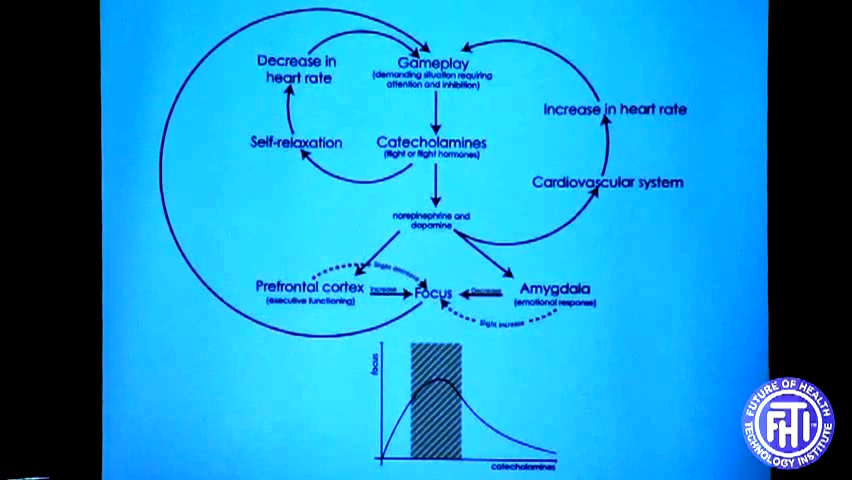 Decrease in
heart rate
Gameplay
(demanding situation requiring
attention and inhibition)
Increase in heart rate
Self-relaxation
Catecholamines
(flight or flight hormones)
Cardiovascular system
norepinephrine and
dopamine
Slight decrease
Prefrontal cortex
(executive functioning)
Increase
Focus
Decrease
Amygdala
(emotional response)
Slight increase
focus
catecholamines
FUTURE OF HEALTH
FHTI
TECHNOLOGY INSTITUTE